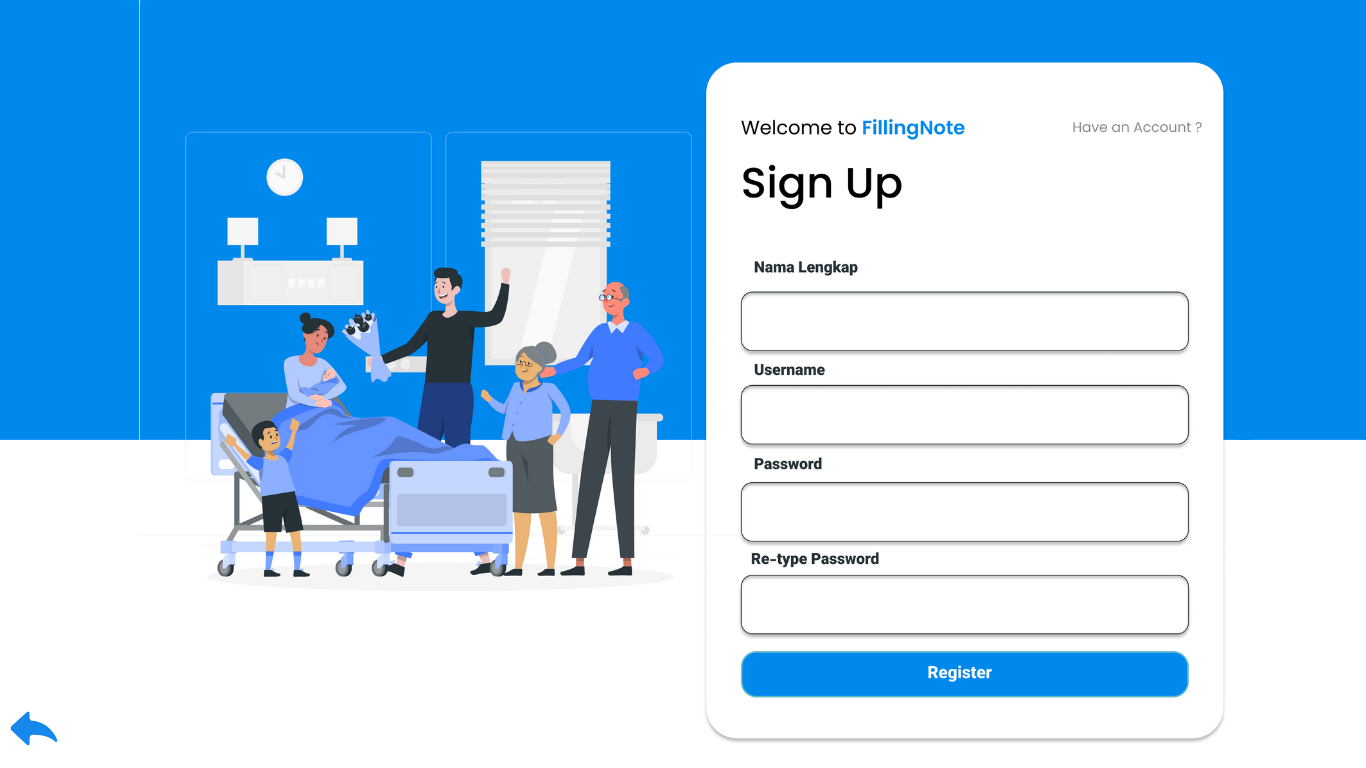 Welcome to FillingNote
Have an Account ?
Sign Up
Nama Lengkap
Username
Password
Re-type Password
Register